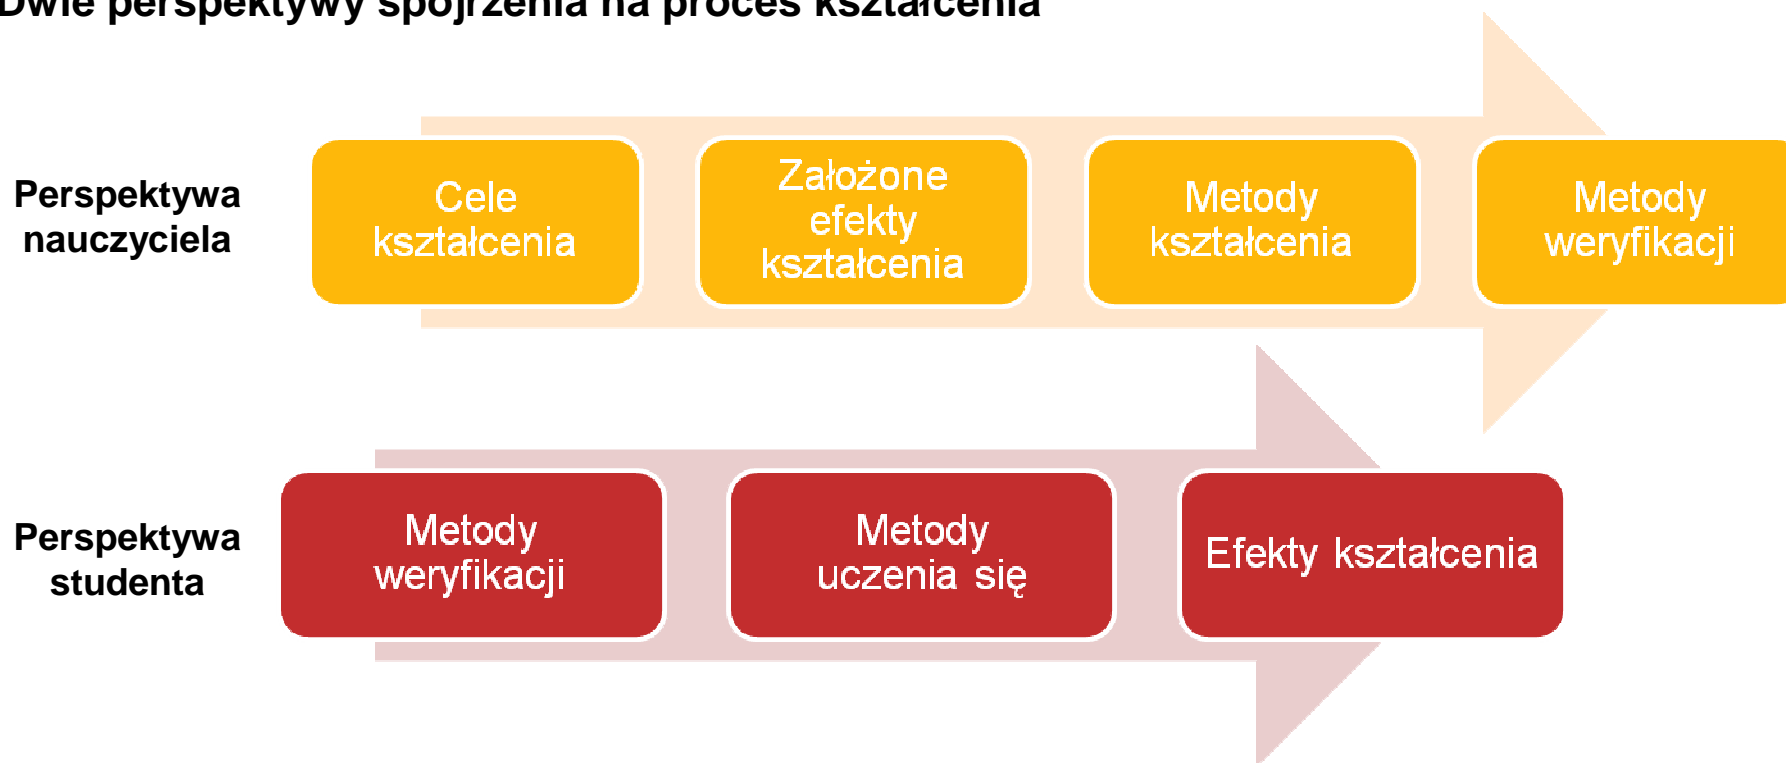 Dwie perspektywy spojrzenia na proces kształcenia
Perspektywa
nauczyciela
Cele
kształcenia
Założone
efekty
kształcenia
Metody
kształcenia
Metody
weryfikacji
Perspektywa
studenta
Metody
weryfikacji
Metody
uczenia się
Efekty kształcenia